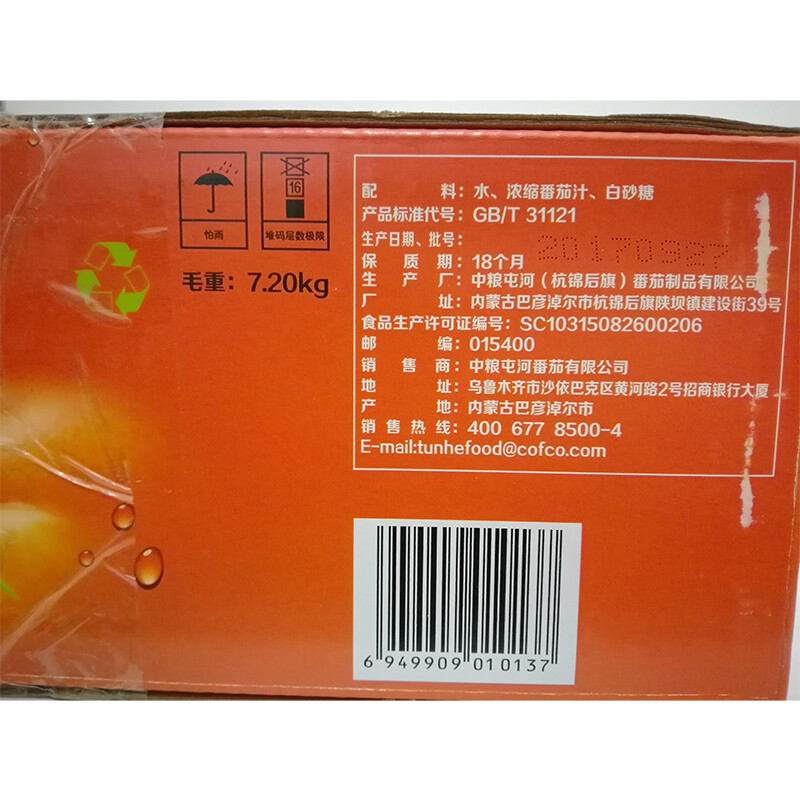 怕雨
16
堆码层数极限
毛重：7.20kg
配 料：水、浓缩番茄汁、白砂糖
产品标准代号：GB/T 31121
生产日期、批号：20170927
保 质 期：18个月
生 产 厂：中粮屯河（杭锦后旗）番茄制品有限公司
厂 址：内蒙古巴彦淖尔市杭锦后旗陕坝镇建设街39号
食品生产许可证编号：SC10315082600206
邮 编：015400
销 售 商：中粮屯河番茄有限公司
地 址：乌鲁木齐市沙依巴克区黄河路2号招商银行大厦
产 地：内蒙古巴彦淖尔市
销 售 热 线：400 677 8500-4
E-mail:tunhefood@cofco.com
6 949909 010137